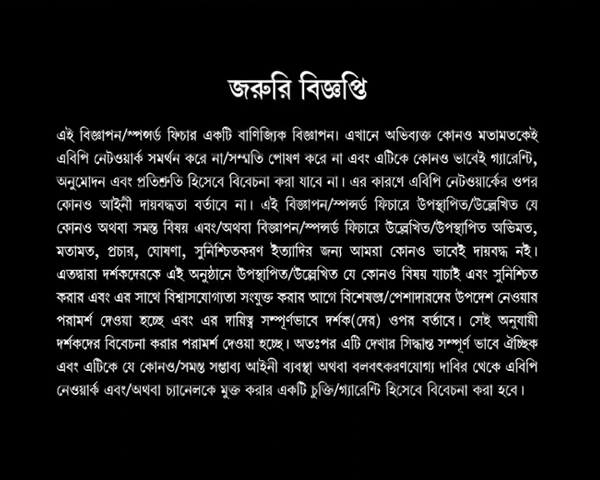 জরুরি বিজ্ঞপ্তি
এই বিজ্ঞাপন/স্পন্সর্ড ফিচার একটি বাণিজ্যিক বিজ্ঞাপন। এখানে অভিব্যক্ত কোনও মতামতকেই
এবিপি নেটওয়ার্ক সমর্থন করে না/সম্মতি পোষণ করে না এবং এটিকে কোনও ভাবেই গ্যারেন্টি,
অনুমোদন এবং প্রতিশ্রুতি হিসেবে বিবেচনা করা যাবে না। এর কারণে এবিপি নেটওয়ার্কের ওপর
কোনও আইনী দায়বদ্ধতা বর্তাবে না। এই বিজ্ঞাপন/স্পন্সর্ড ফিচারে উপস্থাপিত/উল্লেখিত যে
কোনও অথবা সমস্ত বিষয় এবং/অথবা বিজ্ঞাপন/স্পন্সর্ড ফিচারে উল্লেখিত/উপস্থাপিত অভিমত,
মতামত, প্রচার, ঘোষণা, সুনিশ্চিতকরণ ইত্যাদির জন্য আমরা কোনও ভাবেই দায়বদ্ধ নই।
এতদ্বারা দর্শকদেরকে এই অনুষ্ঠানে উপস্থাপিত/উল্লেখিত যে কোনও বিষয় যাচাই এবং সুনিশ্চিত
করার এবং এর সাথে বিশ্বাসযোগ্যতা সংযুক্ত করার আগে বিশেষজ্ঞ/পেশাদারদের উপদেশ নেওয়ার
পরামর্শ দেওয়া হচ্ছে এবং এর দায়িত্ব সম্পূর্ণভাবে দর্শক(দের) ওপর বর্তাবে। সেই অনুযায়ী
দর্শকদের বিবেচনা করার পরামর্শ দেওয়া হচ্ছে। অতঃপর এটি দেখার সিদ্ধান্ত সম্পূর্ণ ভাবে ঐচ্ছিক
এবং এটিকে যে কোনও/সমস্ত সম্ভাব্য আইনী ব্যবস্থা অথবা বলবৎকরণযোগ্য দাবির থেকে এবিপি
নেওয়ার্ক এবং/অথবা চ্যানেলকে মুক্ত করার একটি চুক্তি/গ্যারেন্টি হিসেবে বিবেচনা করা হবে।